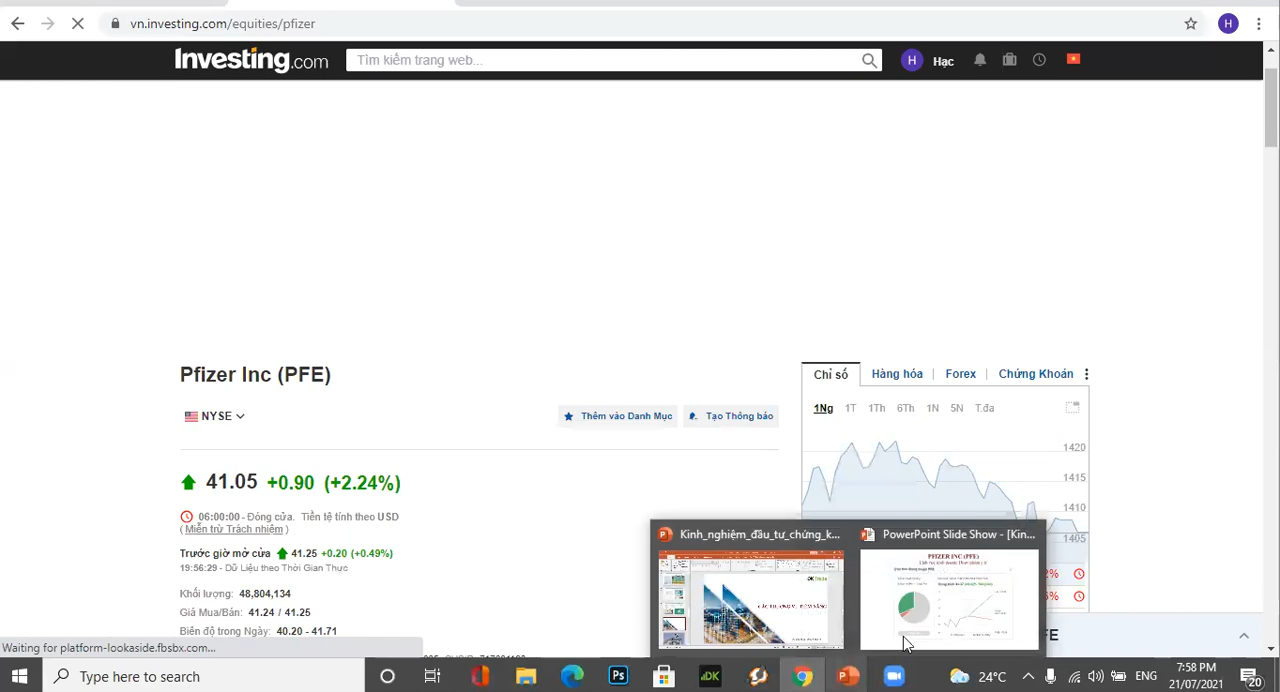 vn.investing.com/equities/pfizer
H
Investing.com
Tìm kiếm trang web...
H
Hạc
Pfizer Inc (PFE)
NYSE
Thêm vào Danh Mục
Tạo Thông báo
41.05 +0.90 (+2.24%)
06:00:00 - Đóng cửa. Tiền tệ tính theo USD
( Miễn trừ Trách nhiệm )
Trước giờ mở cửa 41.25 +0.20 (+0.49%)
19:56:29 - Dữ Liệu theo Thời Gian Thực
Khối lượng: 48,804,134
Giá Mua/Bán: 41.24 / 41.25
Biên độ trong Ngày: 40.20 - 41.71
Chỉ số
Hàng hóa
Forex
Chứng Khoán
1Ng 1T 1Th 6Th 1N 5N T.đa
1420
1415
1410
1405
Kinh_nghiệm_đầu_tư_chứng_k...
PowerPoint Slide Show - [Kin...
PFIZER INC (PFE)
Waiting for platform-lookaside.fbsbx.com...
Type here to search
Ps
DK
24°C
ENG
7:58 PM
21/07/2021
20